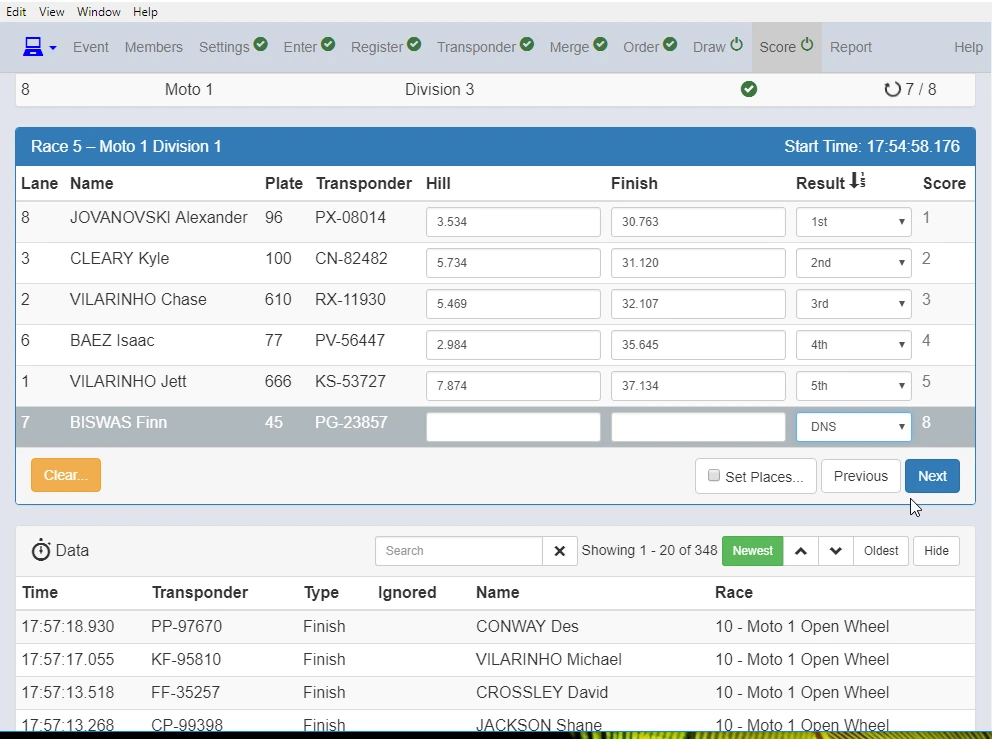 Edit View Window Help
Event Members Settings Enter Register Transponder Merge Order Draw Score Report Help
8 Moto 1 Division 3 7 / 8
Race 5 – Moto 1 Division 1 Start Time: 17:54:58.176
Lane Name Plate Transponder Hill Finish Result Score
8 JOVANOVSKI Alexander 96 PX-08014 3.534 30.763 1st 1
3 CLEARY Kyle 100 CN-82482 5.734 31.120 2nd 2
2 VILARINHO Chase 610 RX-11930 5.469 32.107 3rd 3
6 BAEZ Isaac 77 PV-56447 2.984 35.645 4th 4
1 VILARINHO Jett 666 KS-53727 7.874 37.134 5th 5
7 BISWAS Finn 45 PG-23857 DNS 8
Clear... Set Places... Previous Next
Data Search Showing 1 - 20 of 348 Newest Oldest Hide
Time Transponder Type Ignored Name Race
17:57:18.930 PP-97670 Finish CONWAY Des 10 - Moto 1 Open Wheel
17:57:17.055 KF-95810 Finish VILARINHO Michael 10 - Moto 1 Open Wheel
17:57:13.518 FF-35257 Finish CROSSLEY David 10 - Moto 1 Open Wheel
17:57:13.268 CP-99398 Finish JACKSON Shane 10 - Moto 1 Open Wheel